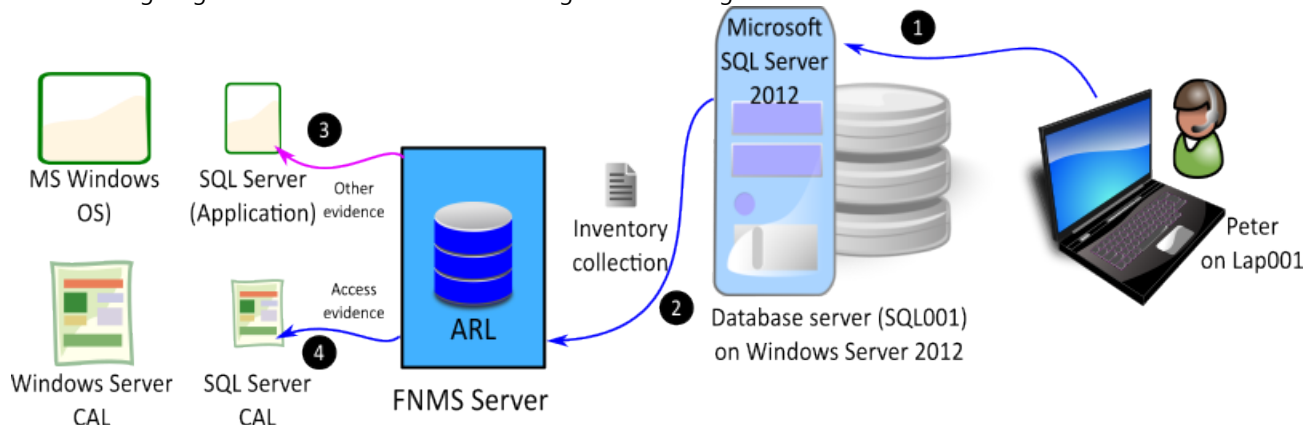 Microsoft
SQL Server
2012
1
3
MS Windows
OS)
SQL Server
(Application)
Other
evidence
Inventory
collection
Peter
on Lap001
Access
evidence
2
ARL
Database server (SQL001)
on Windows Server 2012
4
Windows Server
CAL
SQL Server
CAL
FNMS Server